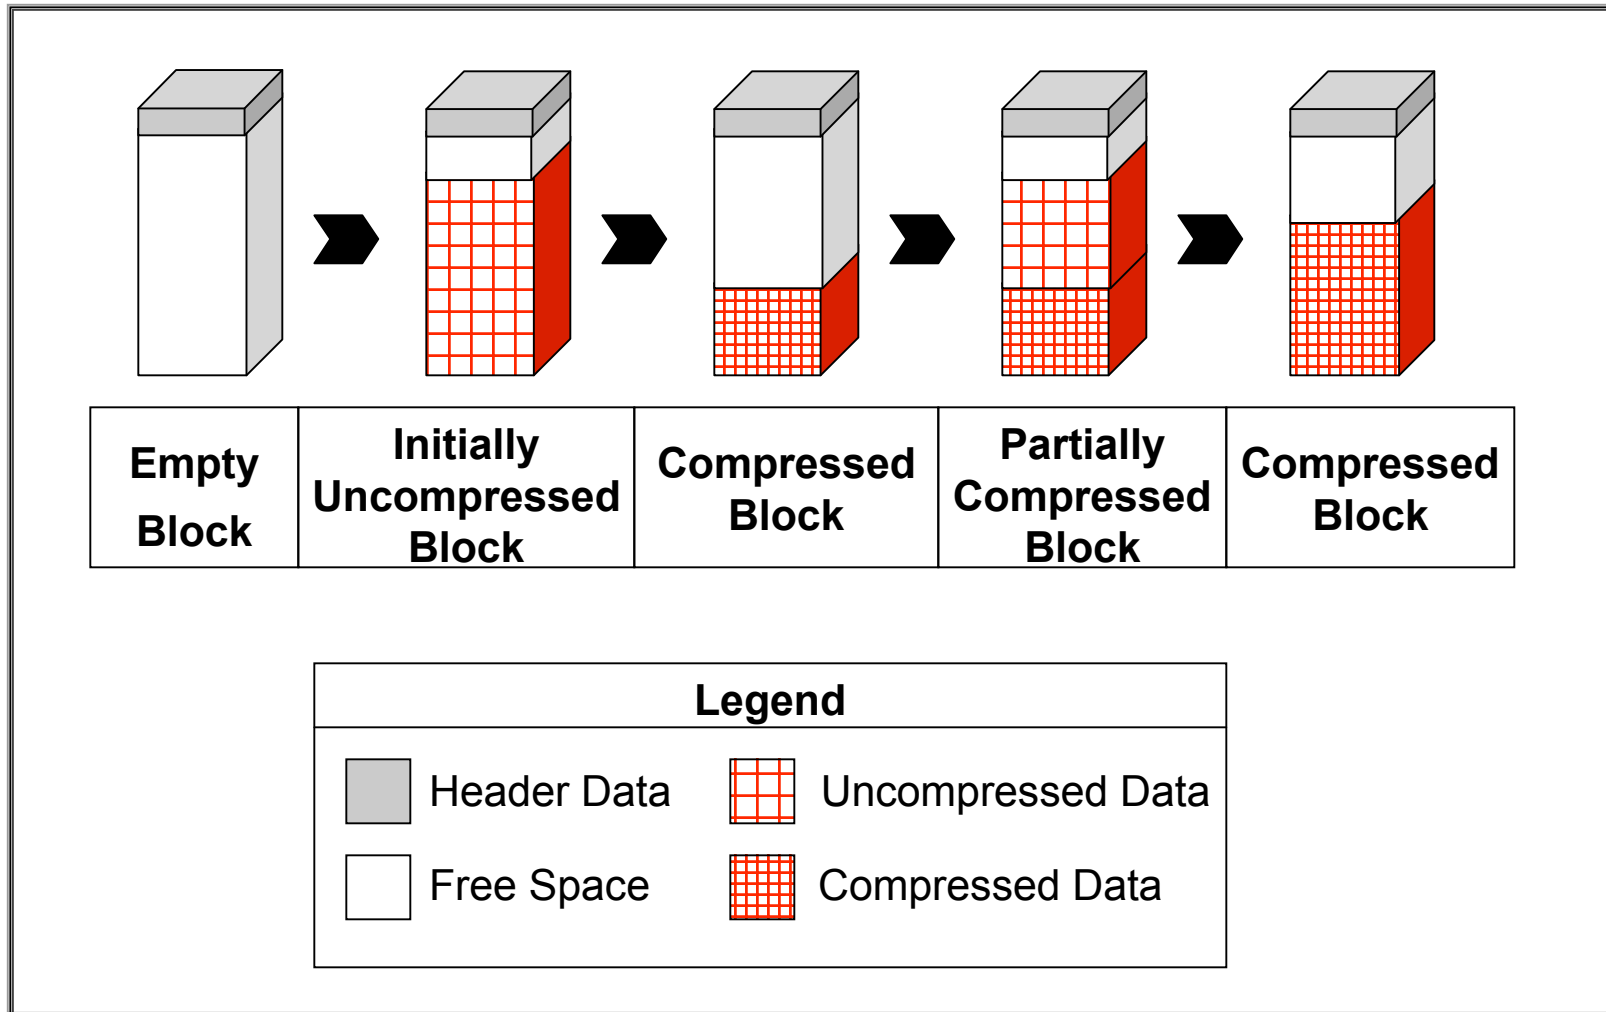 Empty
Block
Initially
Uncompressed
Block
Compressed
Block
Partially
Compressed
Block
Compressed
Block
Legend
Header Data
Uncompressed Data
Free Space
Compressed Data